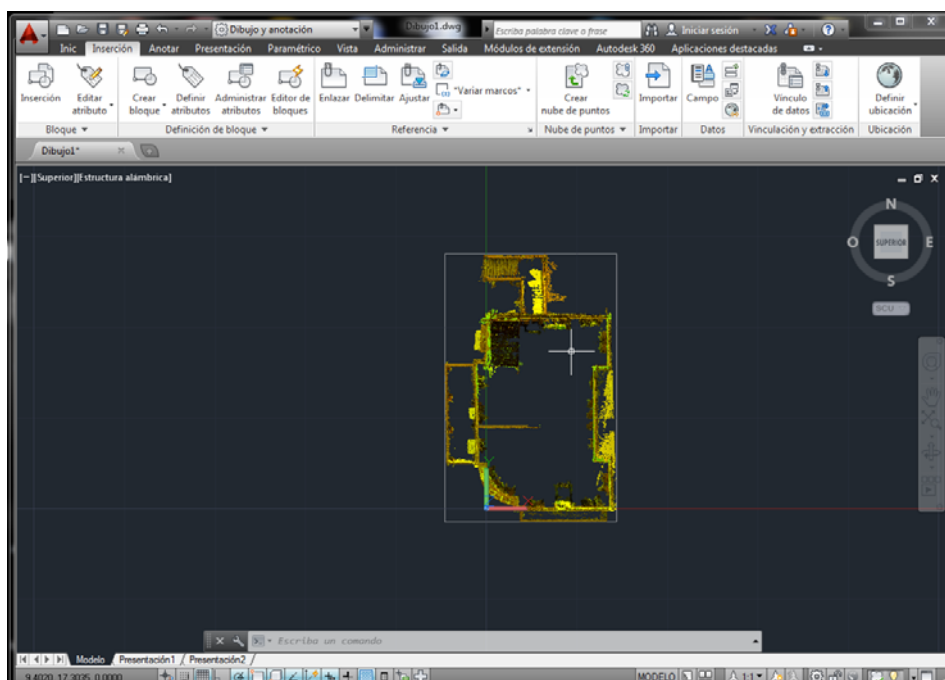 Dibujo y anotación
Dibujo1.dwg
Escriba palabra clave o frase
Iniciar sesión
Inic Inserción Anotar Presentación Paramétrico Vista Administrar Salida Módulos de extensión Autodesk 360 Aplicaciones destacadas
Inserción Editar atributo Crear bloque Definir atributos Administrar atributos Editor de bloques Enlazar Delimitar Ajustar *Variar marcos* Crear nube de puntos Importar Campo Vínculo de datos Definir ubicación
Bloque Definición de bloque Referencia Nube de puntos Importar Datos Vinculación y extracción Ubicación
Dibujo1*
[−][Superior][Estructura alámbrica]
N
O SUPERIOR E
S
SCU
Escriba un comando
Modelo Presentación1 Presentación2
9.4020, 17.3035, 0.0000 MODELO 1:1